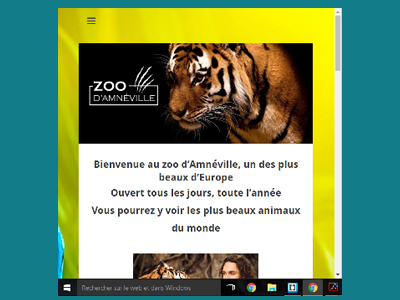 ZOO
D'AMNÉVILLE
Bienvenue au zoo d'Amnéville, un des plus
beaux d'Europe
Ouvert tous les jours, toute l'année
Vous pourrez y voir les plus beaux animaux
du monde
Rechercher sur le web et dans Windows